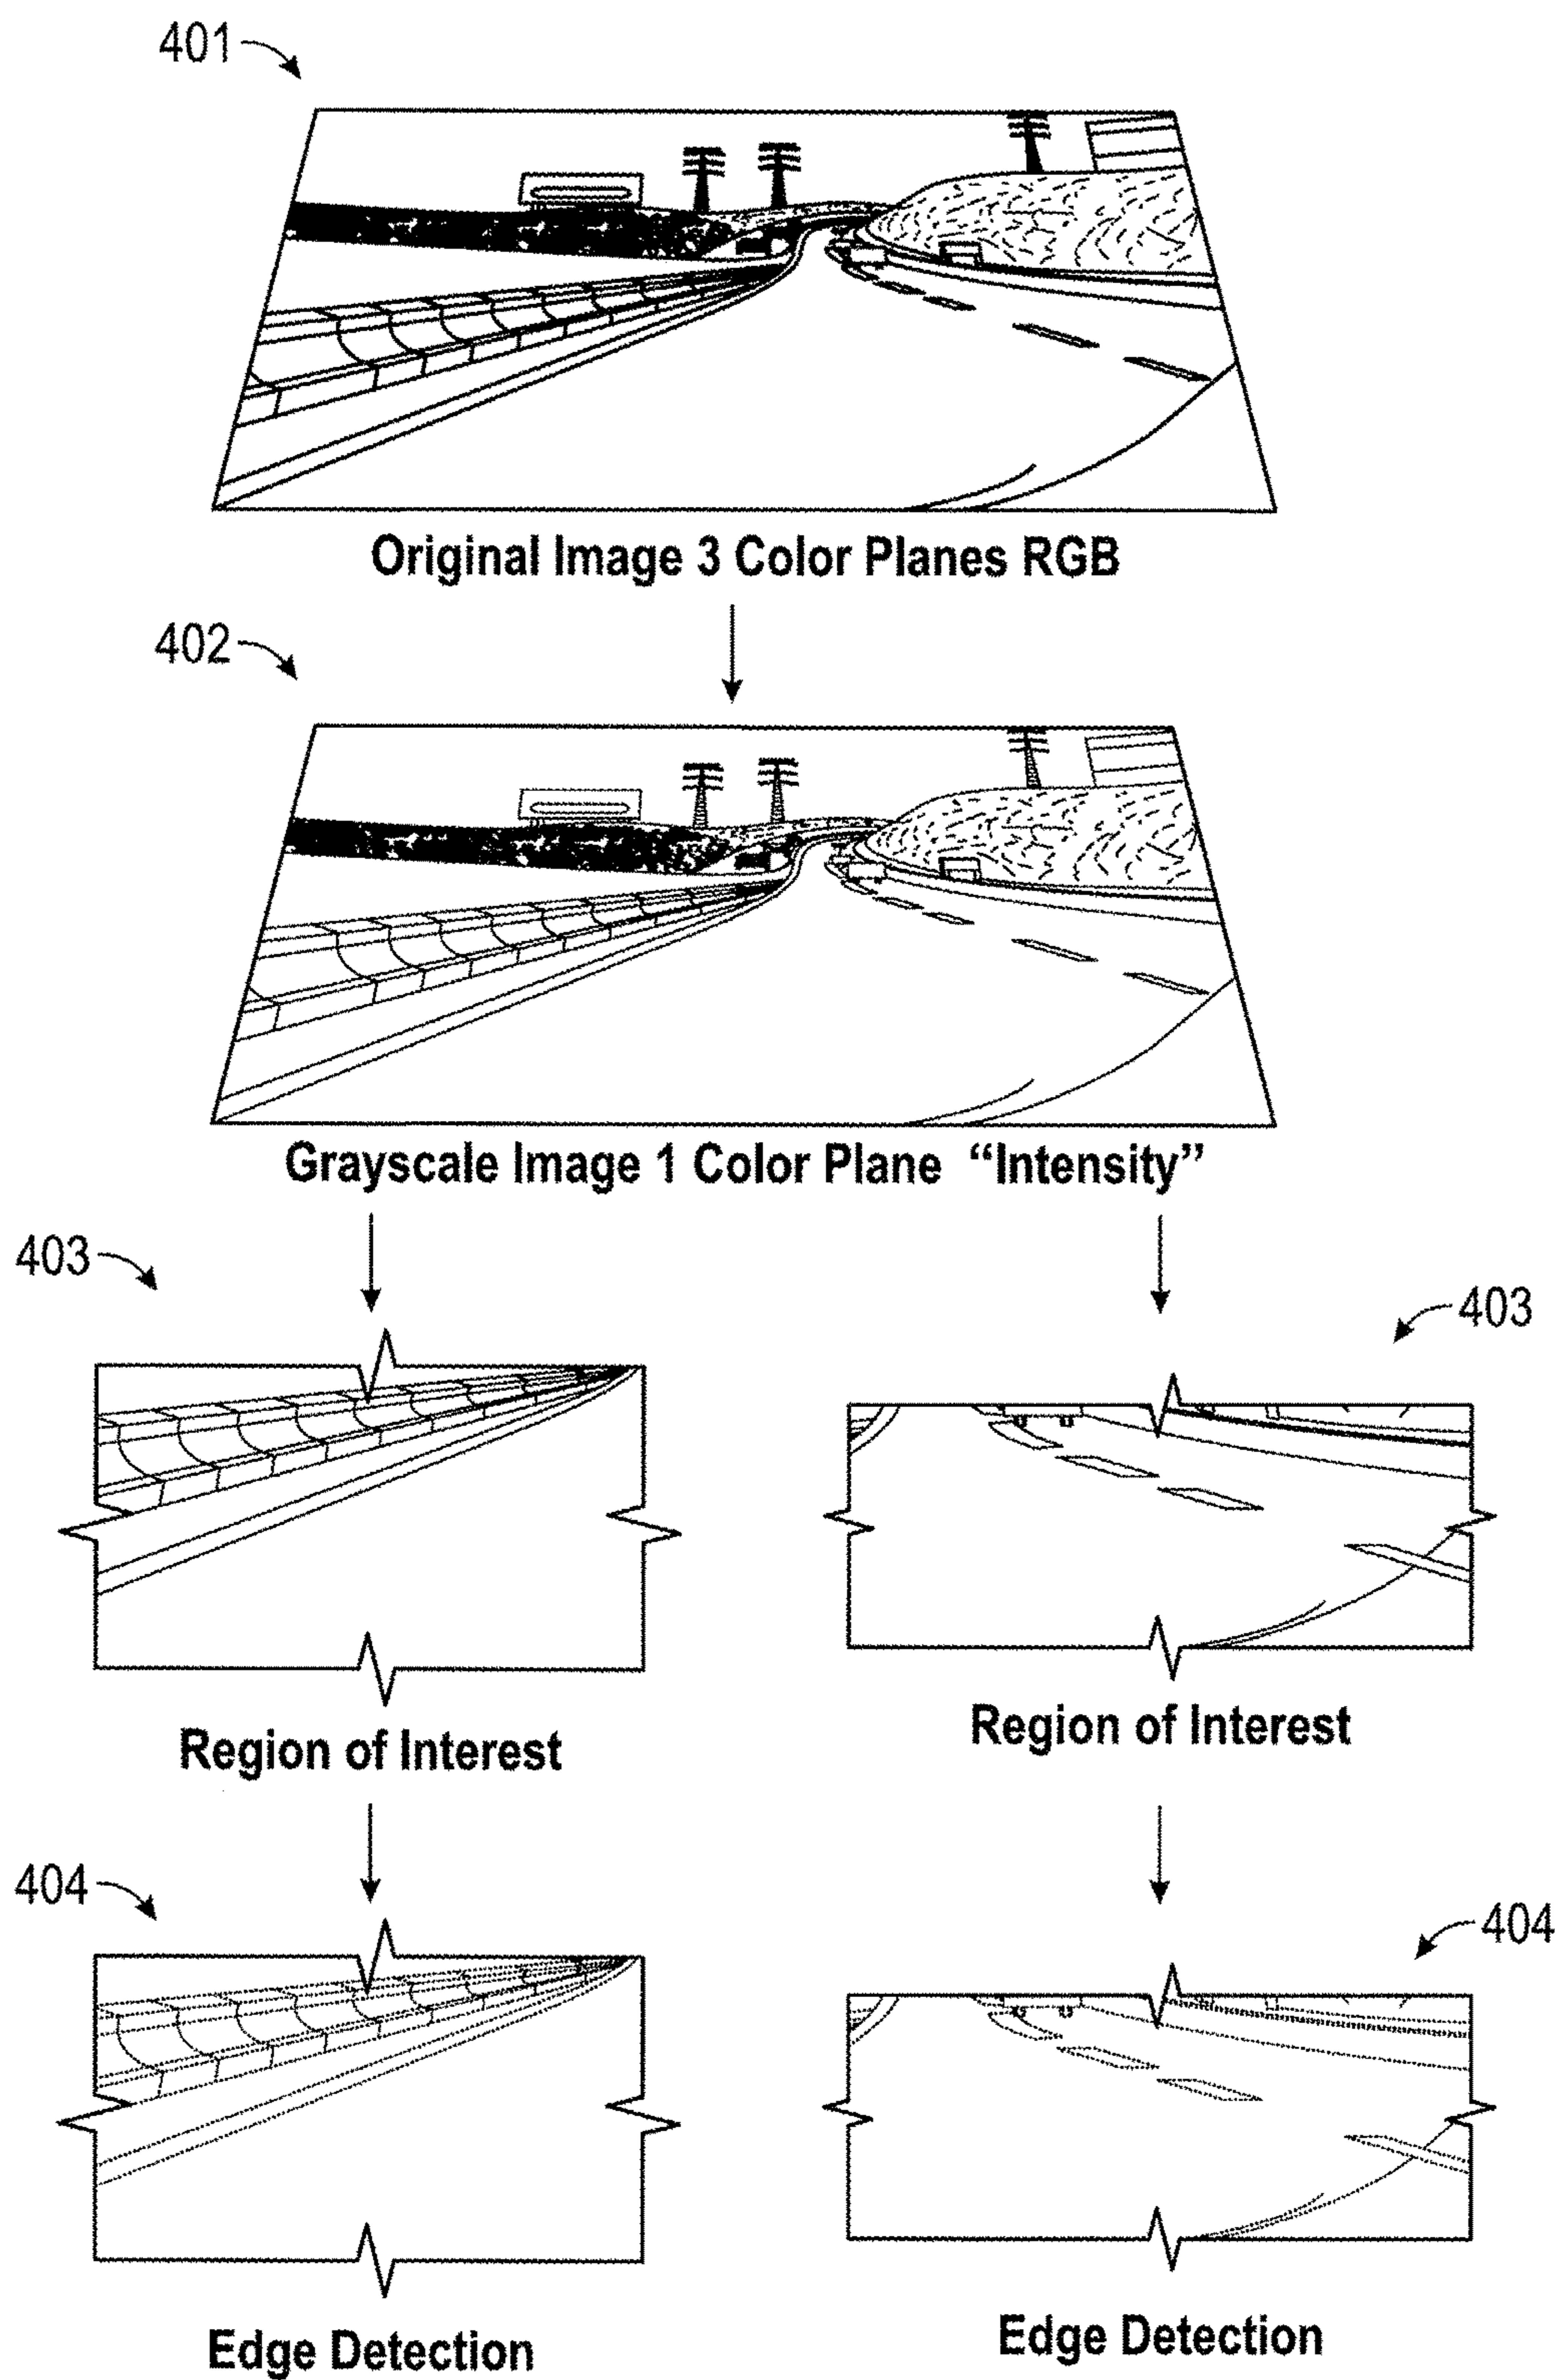 401
Original Image 3 Color Planes RGB
402
Grayscale Image 1 Color Plane “Intensity”
403
403
Region of Interest
Region of Interest
404
404
Edge Detection
Edge Detection